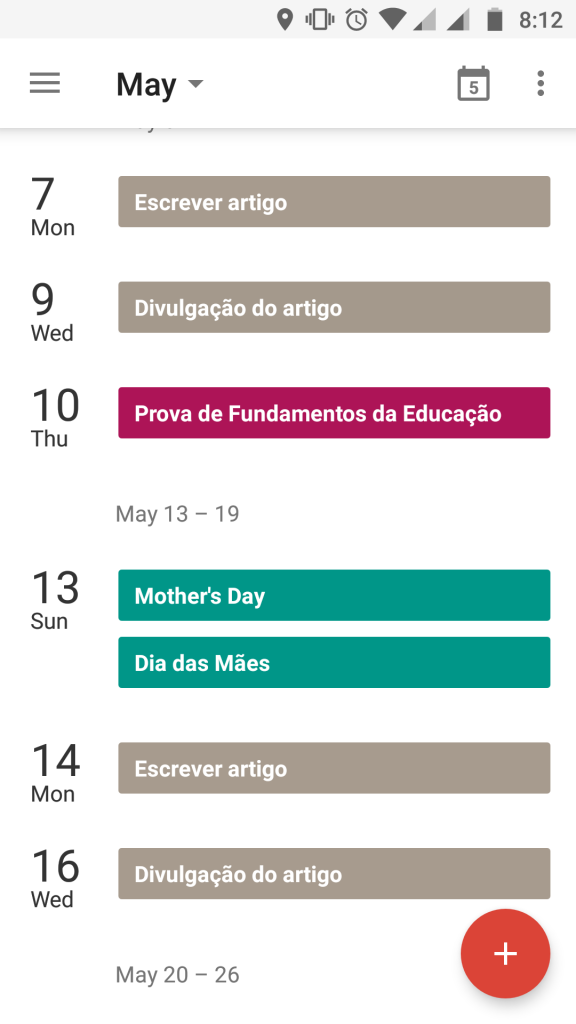 8:12
May
5
7
Mon
Escrever artigo
9
Wed
Divulgação do artigo
10
Thu
Prova de Fundamentos da Educação
May 13 – 19
13
Sun
Mother's Day
Dia das Mães
14
Mon
Escrever artigo
16
Wed
Divulgação do artigo
May 20 – 26